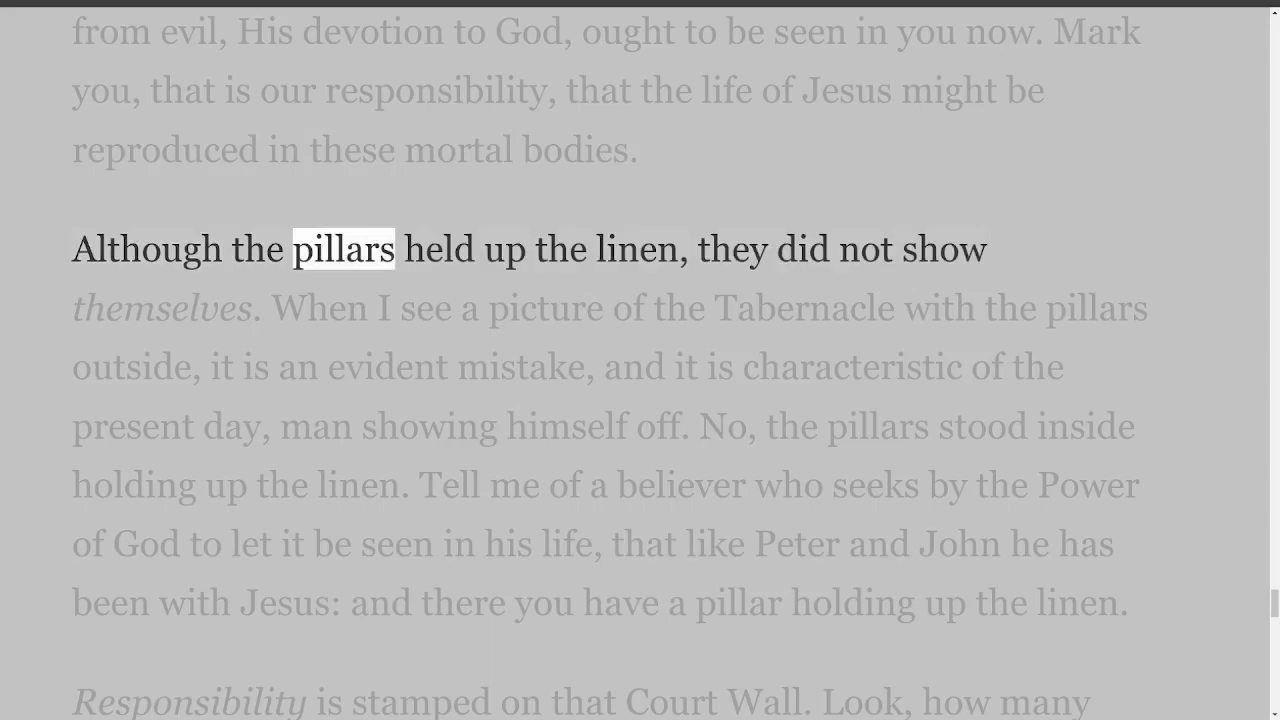 from evil, His devotion to God, ought to be seen in you now. Mark
you, that is our responsibility, that the life of Jesus might be
reproduced in these mortal bodies.
Although the pillars held up the linen, they did not show
themselves. When I see a picture of the Tabernacle with the pillars
outside, it is an evident mistake, and it is characteristic of the
present day, man showing himself off. No, the pillars stood inside
holding up the linen. Tell me of a believer who seeks by the Power
of God to let it be seen in his life, that like Peter and John he has
been with Jesus: and there you have a pillar holding up the linen.
Responsibility is stamped on that Court Wall. Look, how many